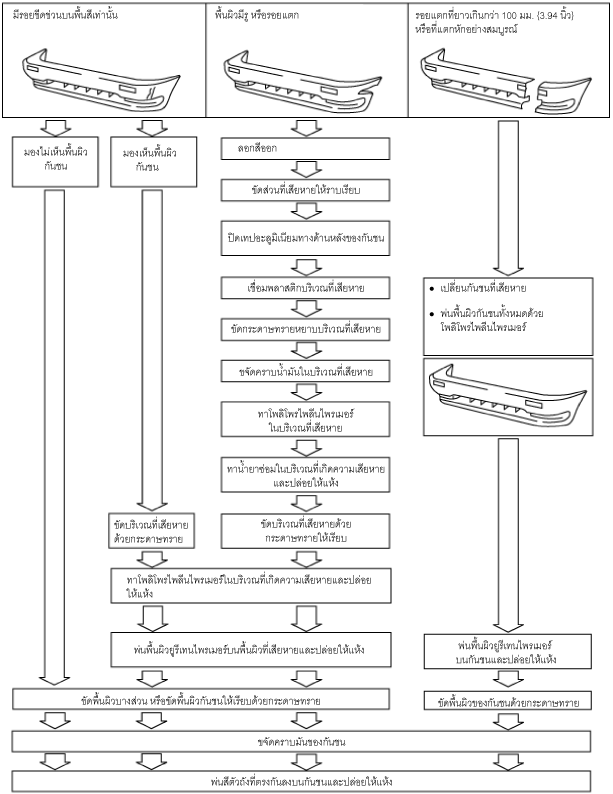 มีรอยขีดข่วนบนพื้นสีเท่านั้น
พื้นผิวมีรู หรือรอยแตก
รอยแตกที่ยาวเกินกว่า 100 มม. {3.94 นิ้ว}
หรือที่แตกหักอย่างสมบูรณ์
มองไม่เห็นพื้นผิว
กันชน
มองเห็นพื้นผิว
กันชน
ลอกสีออก
ขัดส่วนที่เสียหายให้ราบเรียบ
ปิดเทปอะลูมิเนียมทางด้านหลังของกันชน
เชื่อมพลาสติกบริเวณที่เสียหาย
ขัดกระดาษทรายหยาบบริเวณที่เสียหาย
ขจัดคราบน้ำมันในบริเวณที่เสียหาย
ทาโพลิโพรไพลีนไพรเมอร์
ในบริเวณที่เสียหาย
ทาน้ำยาซ่อมในบริเวณที่เกิดความเสียหาย
และปล่อยให้แห้ง
ขัดบริเวณที่เสียหายด้วย
กระดาษทรายให้เรียบ
● เปลี่ยนกันชนที่เสียหาย
● พ่นพื้นผิวกันชนทั้งหมดด้วย
โพลิโพรไพลีนไพรเมอร์
ขัดบริเวณที่เสียหาย
ด้วยกระดาษทราย
ทาโพลิโพรไพลีนไพรเมอร์ในบริเวณที่เกิดความเสียหายและปล่อย
ให้แห้ง
พ่นพื้นผิวยูรีเทนไพรเมอร์บนพื้นผิวที่เสียหายและปล่อยให้แห้ง
พ่นพื้นผิวยูรีเทนไพรเมอร์
บนกันชนและปล่อยให้แห้ง
ขัดพื้นผิวบางส่วน หรือขัดพื้นผิวกันชนให้เรียบด้วยกระดาษทราย
ขัดพื้นผิวของกันชนด้วยกระดาษทราย
ขจัดคราบมันของกันชน
พ่นสีตัวถังที่ตรงกันลงบนกันชนและปล่อยให้แห้ง